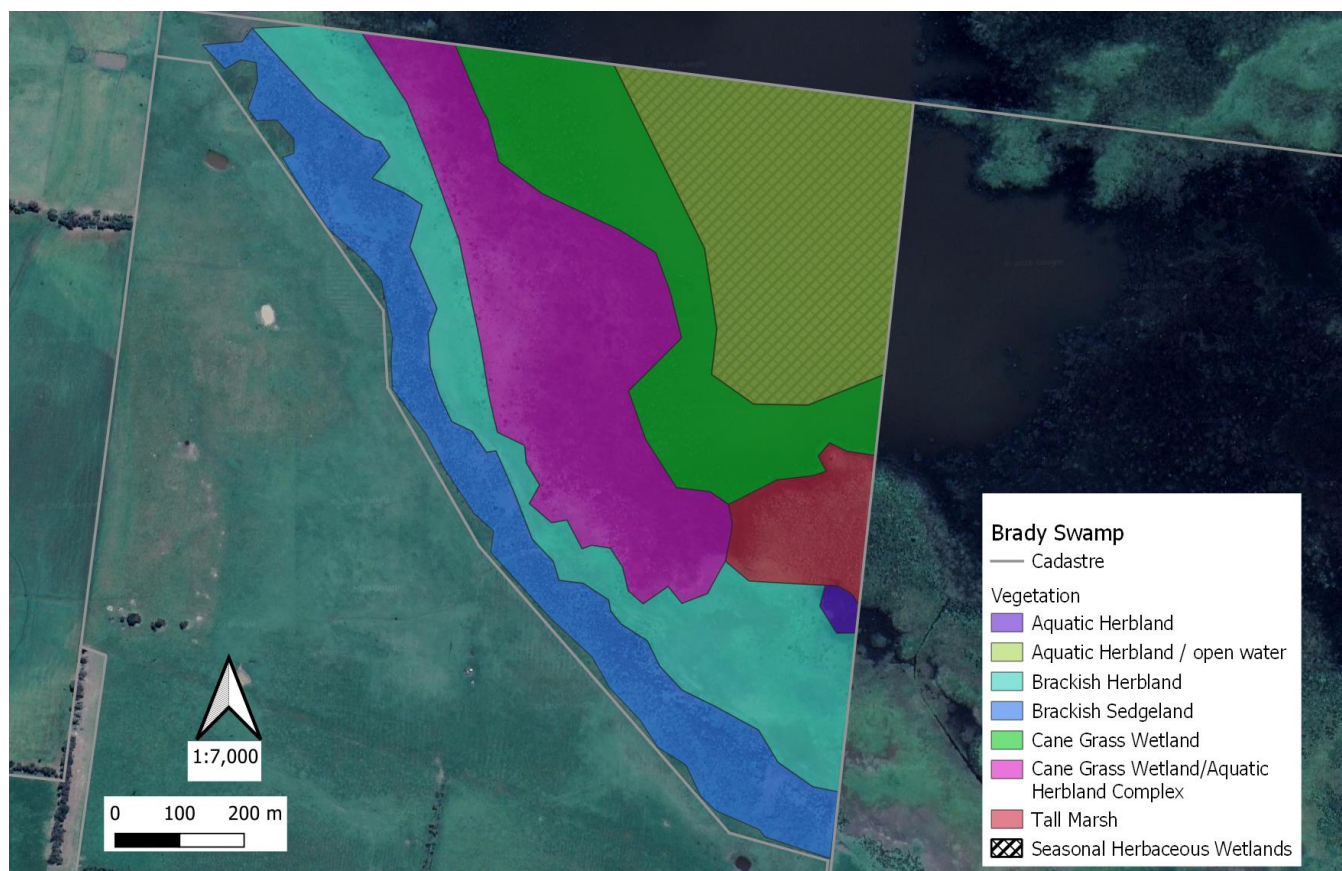 Brady Swamp
Cadastre
Vegetation
Aquatic Herbland
Aquatic Herbland / open water
Brackish Herbland
Brackish Sedgeland
Cane Grass Wetland
Cane Grass Wetland/Aquatic
Herbland Complex
Tall Marsh
Seasonal Herbaceous Wetlands
1:7,000
0 100 200 m